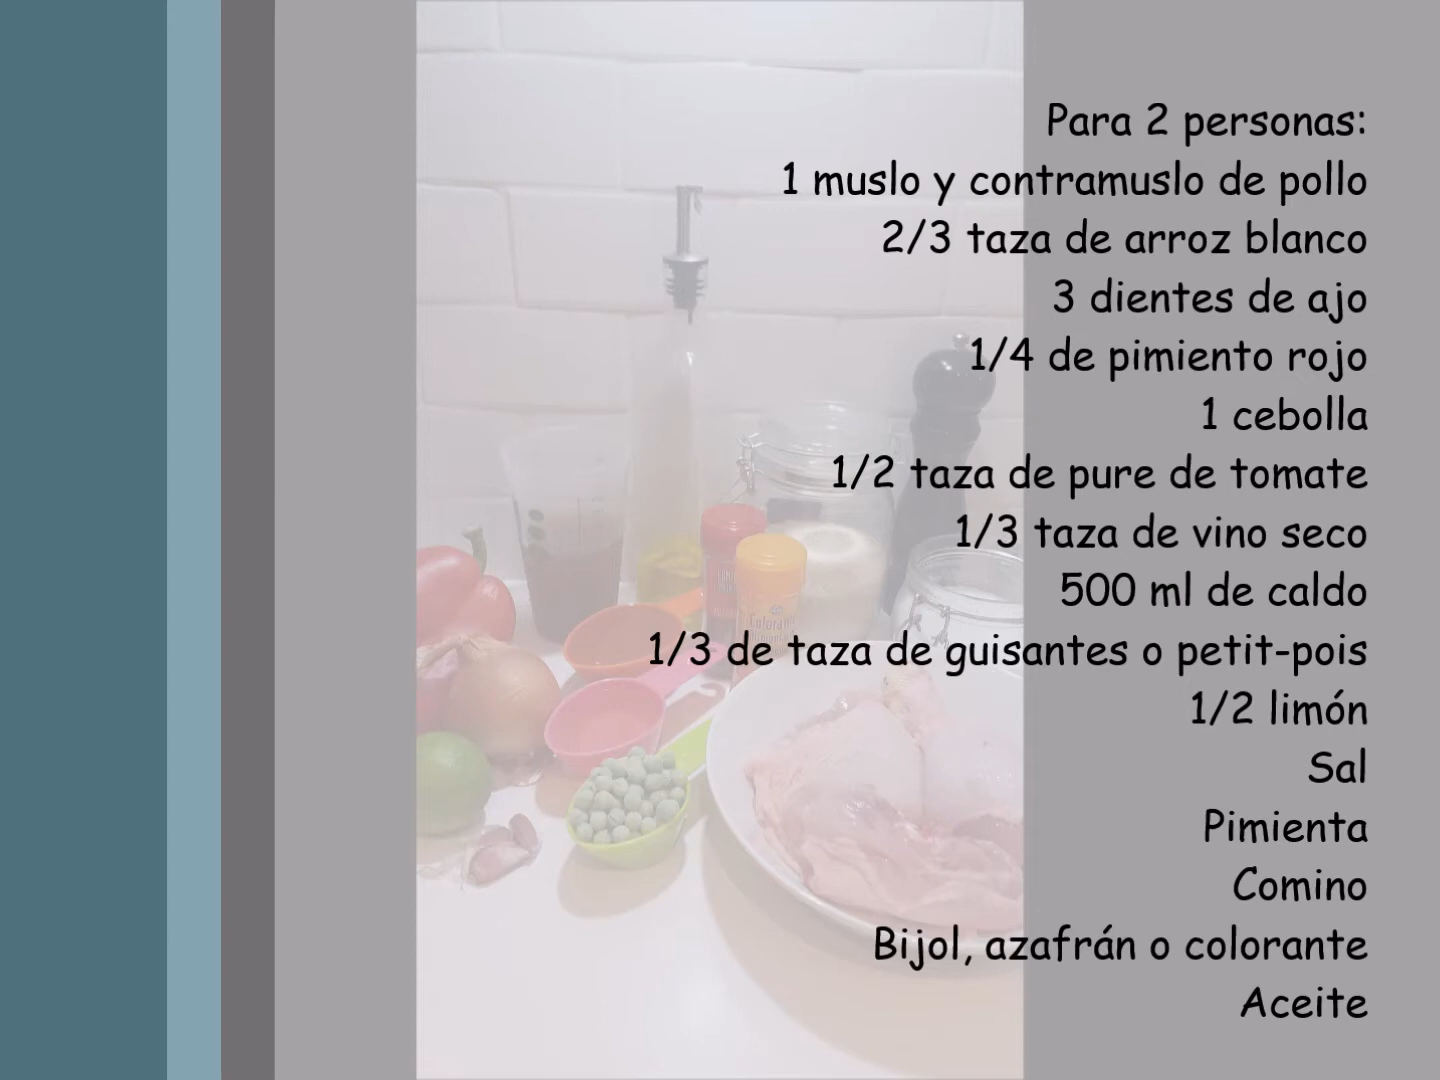 Para 2 personas:
1 muslo y contramuslo de pollo
2/3 taza de arroz blanco
3 dientes de ajo
1/4 de pimiento rojo
1 cebolla
1/2 taza de pure de tomate
1/3 taza de vino seco
500 ml de caldo
1/3 de taza de guisantes o petit-pois
1/2 limón
Sal
Pimienta
Comino
Bijol, azafrán o colorante
Aceite